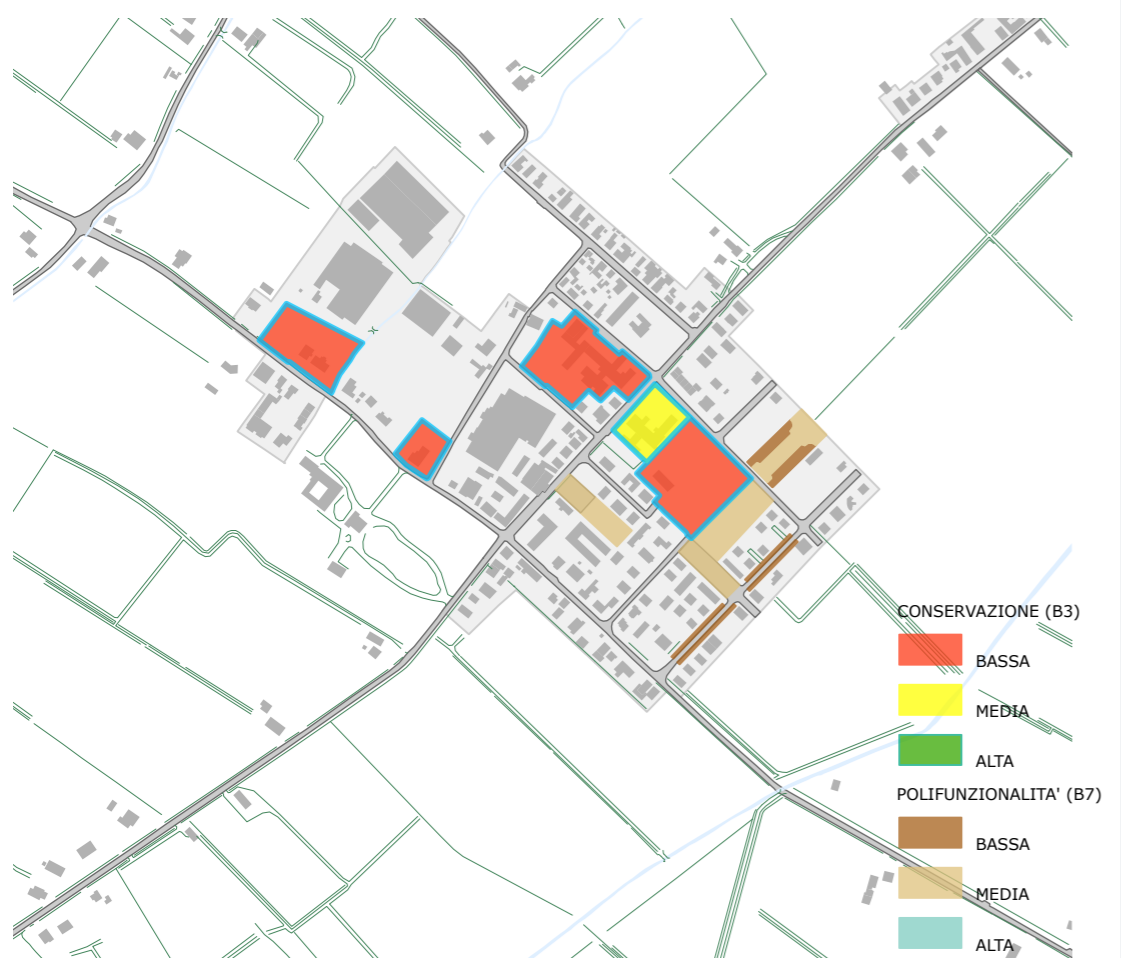 CONSERVAZIONE (B3)
BASSA
MEDIA
ALTA
POLIFUNZIONALITA' (B7)
BASSA
MEDIA
ALTA